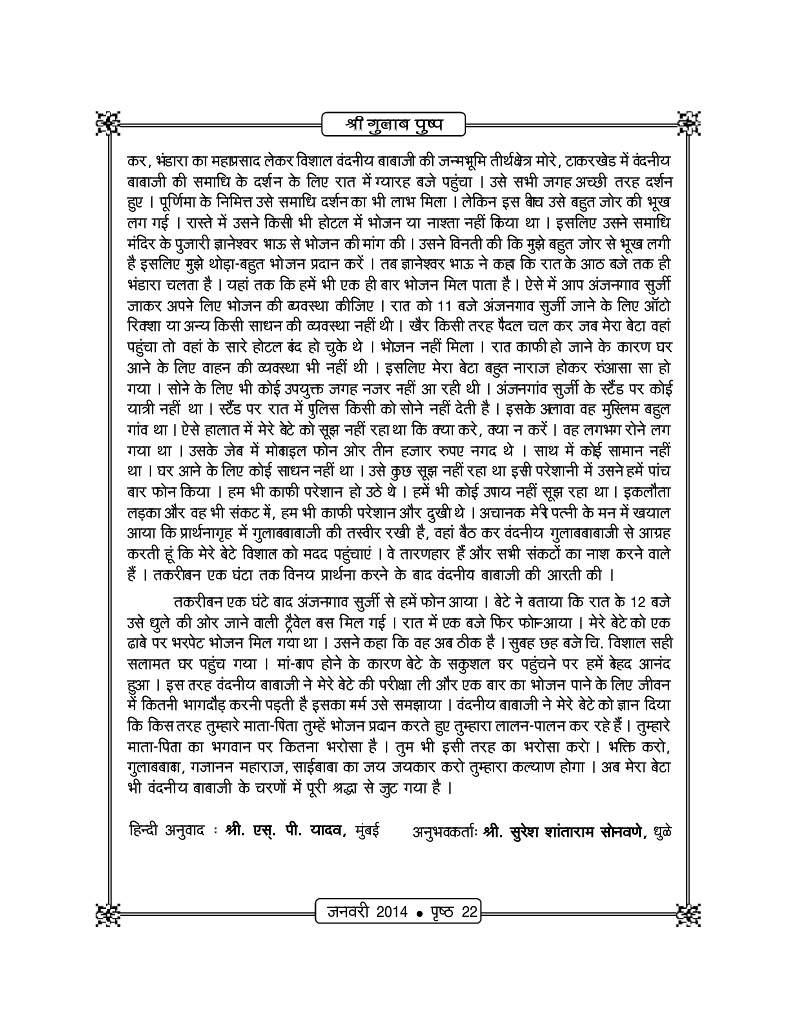 श्री गुलाब पुष्प
कर, भंडारा का महाप्रसाद लेकर विशाल वंदनीय बाबाजी की जन्मभूमि तीर्थक्षेत्र मोरे, टाकरखेड में वंदनीय
बाबाजी की समाधि के दर्शन के लिए रात में ग्यारह बजे पहुंचा । उसे सभी जगह अच्छी तरह दर्शन
हुए । पूर्णिमा के निमित्त उसे समाधि दर्शन का भी लाभ मिला । लेकिन इस बीच उसे बहुत जोर की भूख
लग गई । रास्ते में उसने किसी भी होटल में भोजन या नाश्ता नहीं किया था । इसलिए उसने समाधि
मंदिर के पुजारी ज्ञानेश्वर भाऊ से भोजन की मांग की । उसने विनती की कि मुझे बहुत जोर से भूख लगी
है इसलिए मुझे थोड़ा-बहुत भोजन प्रदान करें । तब ज्ञानेश्वर भाऊ ने कहा कि रात के आठ बजे तक ही
भंडारा चलता है । यहां तक कि हमें भी एक ही बार भोजन मिल पाता है । ऐसे में आप अंजनगाव सुर्जी
जाकर अपने लिए भोजन की व्यवस्था कीजिए । रात को 11 बजे अंजनगाव सुर्जी जाने के लिए ऑटो
रिक्शा या अन्य किसी साधन की व्यवस्था नहीं थी । खैर किसी तरह पैदल चल कर जब मेरा बेटा वहां
पहुंचा तो वहां के सारे होटल बंद हो चुके थे । भोजन नहीं मिला । रात काफी हो जाने के कारण घर
आने के लिए वाहन की व्यवस्था भी नहीं थी । इसलिए मेरा बेटा बहुत नाराज होकर रुंआसा सा हो
गया । सोने के लिए भी कोई उपयुक्त जगह नजर नहीं आ रही थी । अंजनगांव सुर्जी के स्टैंड पर कोई
यात्री नहीं था । स्टैंड पर रात में पुलिस किसी को सोने नहीं देती है । इसके अलावा वह मुस्लिम बहुल
गांव था । ऐसे हालात में मेरे बेटे को सूझ नहीं रहा था कि क्या करे, क्या न करें । वह लगभग रोने लग
गया था । उसके जेब में मोबाइल फोन ओर तीन हजार रुपए नगद थे । साथ में कोई सामान नहीं
था । घर आने के लिए कोई साधन नहीं था । उसे कुछ सूझ नहीं रहा था इसी परेशानी में उसने हमें पांच
बार फोन किया । हम भी काफी परेशान हो उठे थे । हमें भी कोई उपाय नहीं सूझ रहा था । इकलौता
लड़का और वह भी संकट में, हम भी काफी परेशान और दुखी थे । अचानक मेरी पत्नी के मन में खयाल
आया कि प्रार्थनागृह में गुलाबबाबाजी की तस्वीर रखी है, वहां बैठ कर वंदनीय गुलाबबाबाजी से आग्रह
करती हूं कि मेरे बेटे विशाल को मदद पहुंचाएं । वे तारणहार हैं और सभी संकटों का नाश करने वाले
हैं । तकरीबन एक घंटा तक विनय प्रार्थना करने के बाद वंदनीय बाबाजी की आरती की ।
तकरीबन एक घंटे बाद अंजनगाव सुर्जी से हमें फोन आया । बेटे ने बताया कि रात के 12 बजे
उसे धुले की ओर जाने वाली ट्रैवेल बस मिल गई । रात में एक बजे फिर फोन आया । मेरे बेटे को एक
ढाबे पर भरपेट भोजन मिल गया था । उसने कहा कि वह अब ठीक है । सुबह छह बजे चि. विशाल सही
सलामत घर पहुंच गया । मां-बाप होने के कारण बेटे के सकुशल घर पहुंचने पर हमें बेहद आनंद
हुआ । इस तरह वंदनीय बाबाजी ने मेरे बेटे की परीक्षा ली और एक बार का भोजन पाने के लिए जीवन
में कितनी भागदौड़ करनी पड़ती है इसका मर्म उसे समझाया । वंदनीय बाबाजी ने मेरे बेटे को ज्ञान दिया
कि किस तरह तुम्हारे माता-पिता तुम्हें भोजन प्रदान करते हुए तुम्हारा लालन-पालन कर रहे हैं । तुम्हारे
माता-पिता का भगवान पर कितना भरोसा है । तुम भी इसी तरह का भरोसा करो । भक्ति करो,
गुलाबबाबा, गजानन महाराज, साईबाबा का जय जयकार करो तुम्हारा कल्याण होगा । अब मेरा बेटा
भी वंदनीय बाबाजी के चरणों में पूरी श्रद्धा से जुट गया है ।
हिन्दी अनुवाद : श्री. एस्. पी. यादव, मुंबई अनुभवकर्ताः श्री. सुरेश शांताराम सोनवणे, धुळे
जनवरी 2014 ● पृष्ठ 22